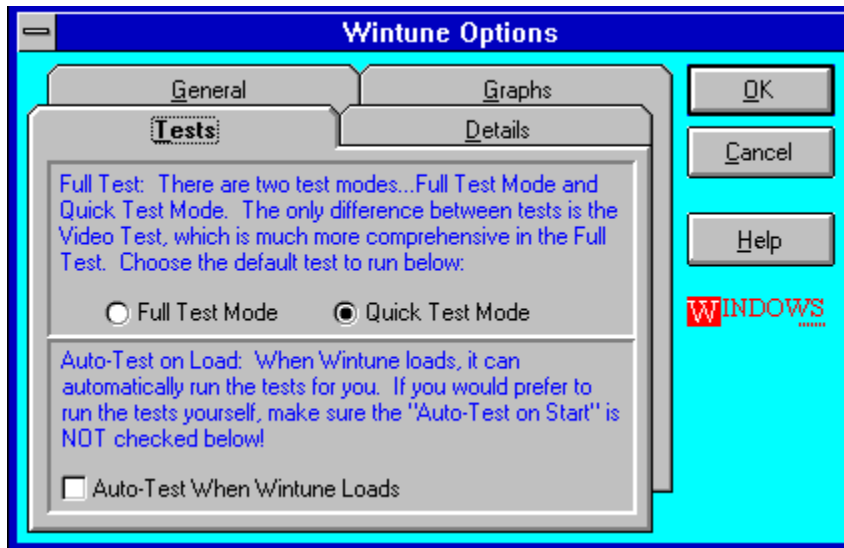 Wintune Options
General
Graphs
Tests
Details
Full Test:  There are two test modes...Full Test Mode and
Quick Test Mode.  The only difference between tests is the
Video Test, which is much more comprehensive in the Full
Test.  Choose the default test to run below:
Full Test Mode
Quick Test Mode
Auto-Test on Load:  When Wintune loads, it can
automatically run the tests for you.  If you would prefer to
run the tests yourself, make sure the "Auto-Test on Start" is
NOT checked below!
Auto-Test When Wintune Loads
OK
Cancel
Help
WINDOWS